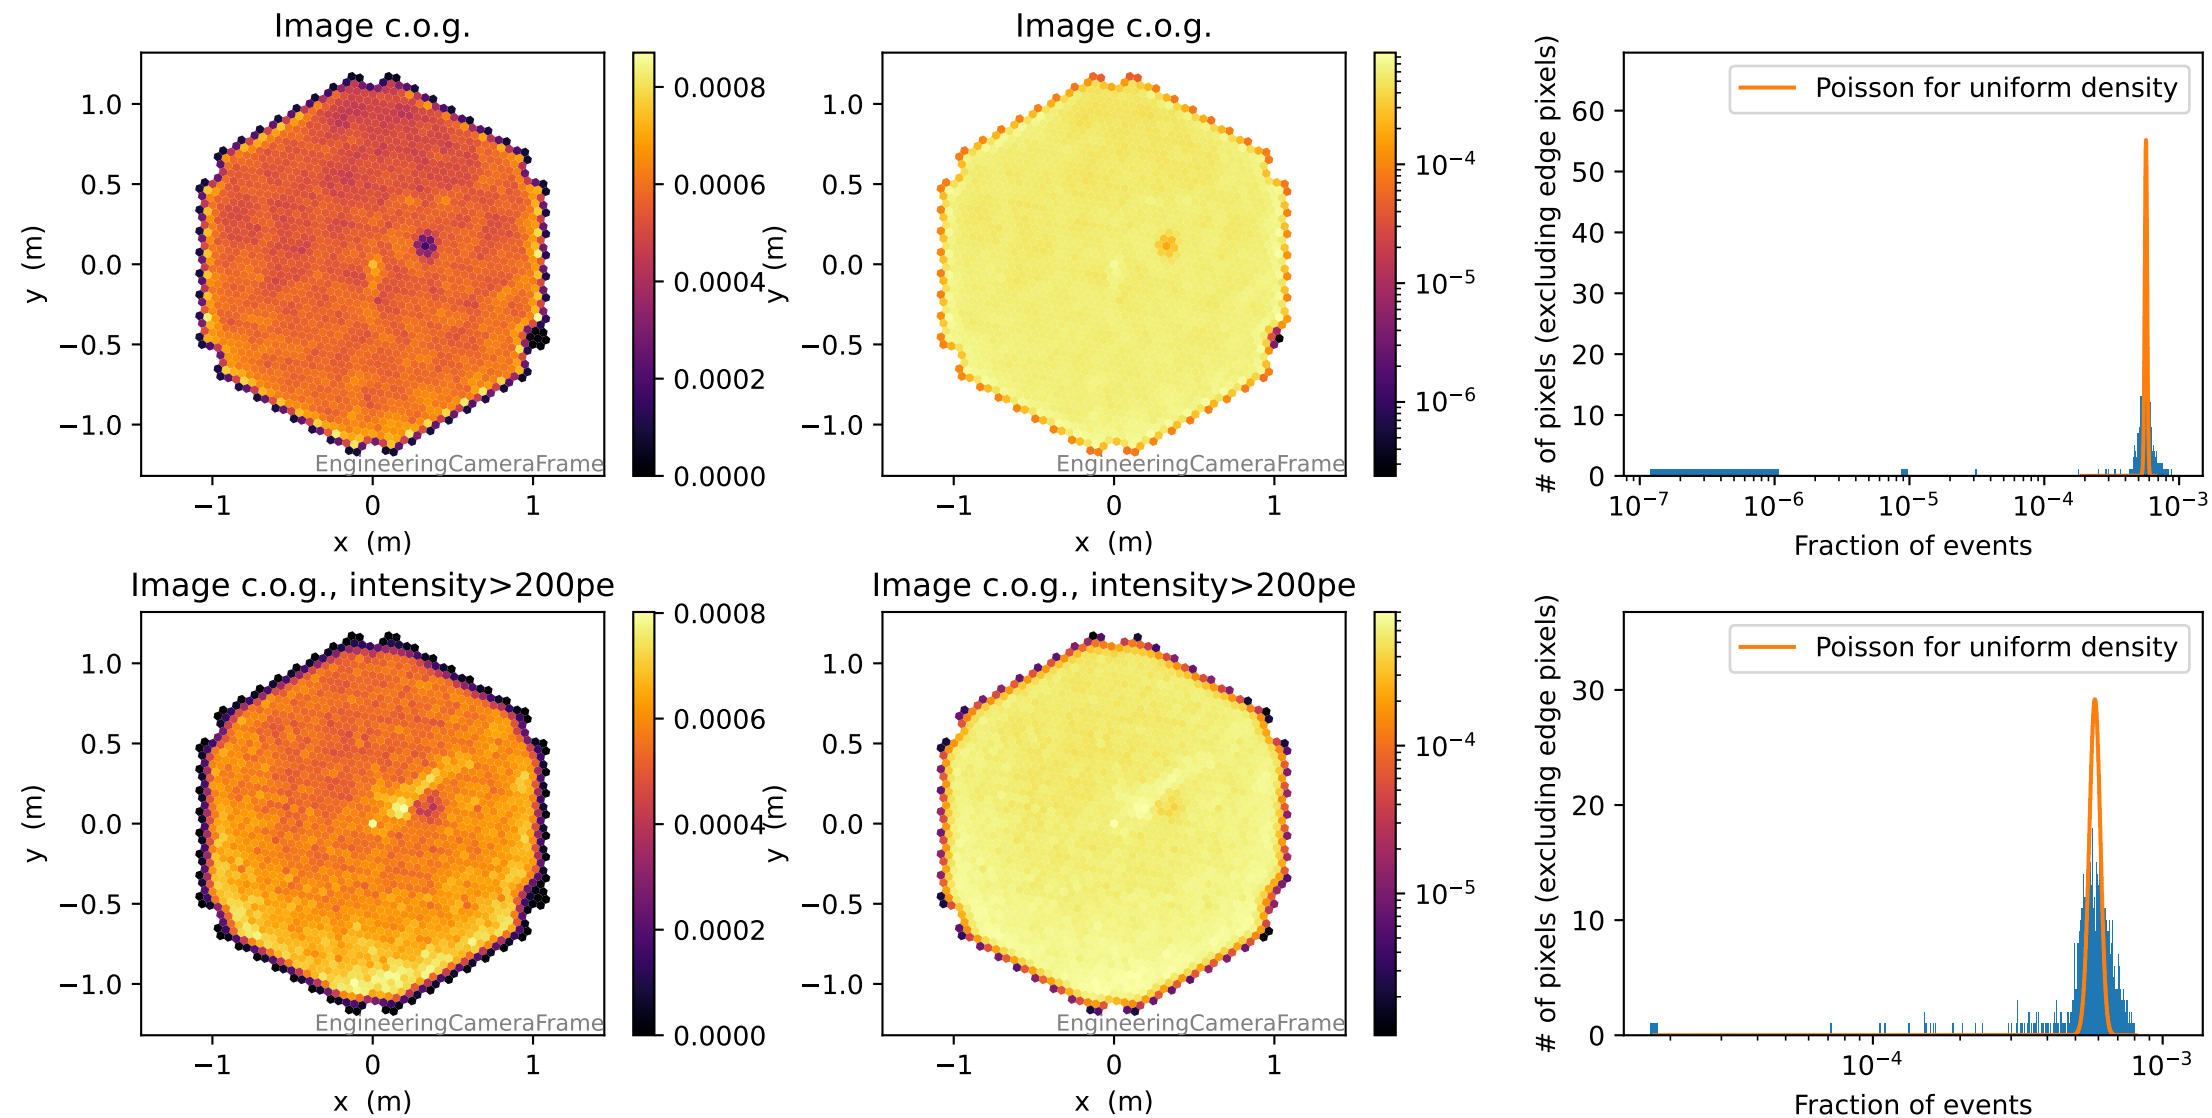 Image c.o.g.
1.0
0.5
0.0
−0.5
−1.0
y (m)
−1 0 1
x (m)
EngineeringCameraFrame
0.0008
0.0006
0.0004
0.0002
0.0000
Image c.o.g.
1.0
0.5
0.0
−0.5
−1.0
y (m)
−1 0 1
x (m)
EngineeringCameraFrame
10⁻⁴
10⁻⁵
10⁻⁶
Poisson for uniform density
# of pixels (excluding edge pixels)
60
50
40
30
20
10
0
10⁻⁷ 10⁻⁶ 10⁻⁵ 10⁻⁴ 10⁻³
Fraction of events
Image c.o.g., intensity>200pe
1.0
0.5
0.0
−0.5
−1.0
y (m)
−1 0 1
x (m)
EngineeringCameraFrame
0.0008
0.0006
0.0004
0.0002
0.0000
Image c.o.g., intensity>200pe
1.0
0.5
0.0
−0.5
−1.0
y (m)
−1 0 1
x (m)
EngineeringCameraFrame
10⁻⁴
10⁻⁵
Poisson for uniform density
# of pixels (excluding edge pixels)
30
20
10
0
10⁻⁴ 10⁻³
Fraction of events